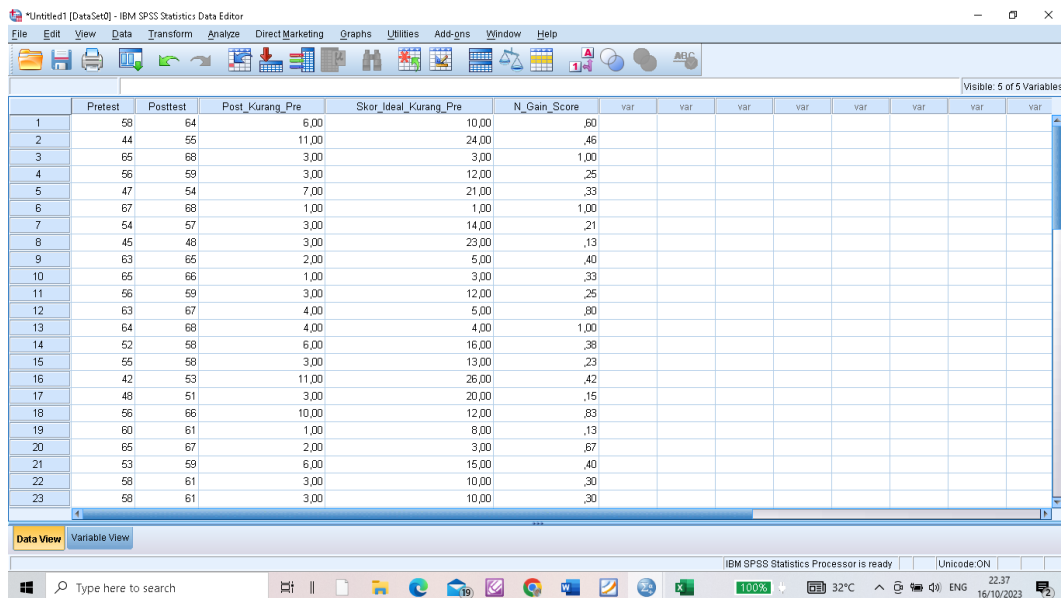 *Untitled1 [DataSet0] - IBM SPSS Statistics Data Editor
File Edit View Data Transform Analyze Direct Marketing Graphs Utilities Add-ons Window Help
Visible: 5 of 5 Variables
Pretest Posttest Post_Kurang_Pre Skor_Ideal_Kurang_Pre N_Gain_Score var var var var var var var
1 58 64 6,00 10,00 ,60
2 44 55 11,00 24,00 ,46
3 65 68 3,00 3,00 1,00
4 56 59 3,00 12,00 ,25
5 47 54 7,00 21,00 ,33
6 67 68 1,00 1,00 1,00
7 54 57 3,00 14,00 ,21
8 45 48 3,00 23,00 ,13
9 63 65 2,00 5,00 ,40
10 65 66 1,00 3,00 ,33
11 56 59 3,00 12,00 ,25
12 63 67 4,00 5,00 ,80
13 64 68 4,00 4,00 1,00
14 52 58 6,00 16,00 ,38
15 55 58 3,00 13,00 ,23
16 42 53 11,00 26,00 ,42
17 48 51 3,00 20,00 ,15
18 56 66 10,00 12,00 ,83
19 60 61 1,00 8,00 ,13
20 65 67 2,00 3,00 ,67
21 53 59 6,00 15,00 ,40
22 58 61 3,00 10,00 ,30
23 58 61 3,00 10,00 ,30
Data View Variable View
IBM SPSS Statistics Processor is ready Unicode:ON
Type here to search 19 100% 32°C ENG 22.37
16/10/2023 2